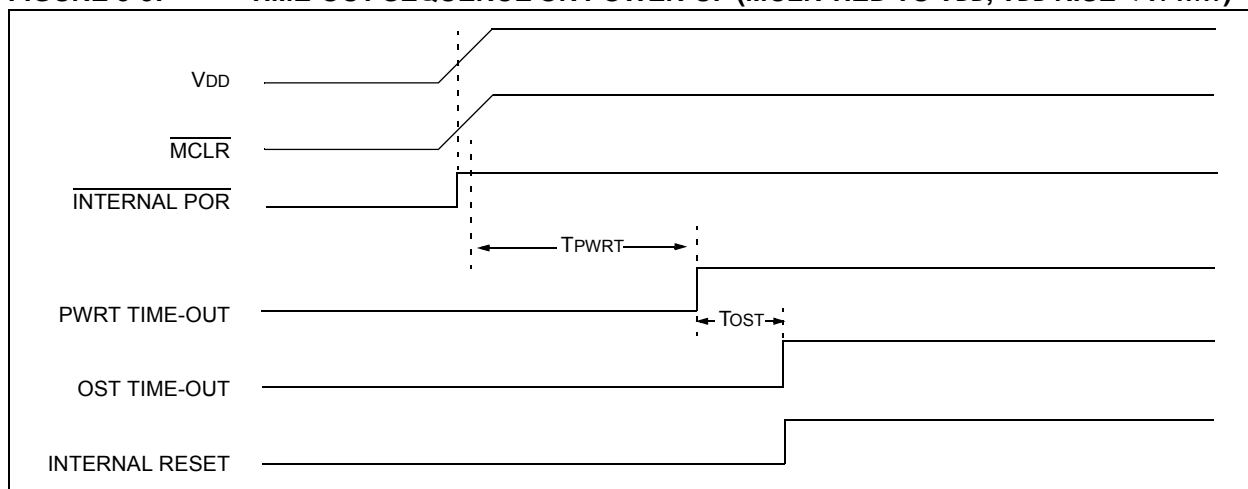 VDD
MCLR
INTERNAL POR
TPWRT
PWRT TIME-OUT
TOST
OST TIME-OUT
INTERNAL RESET